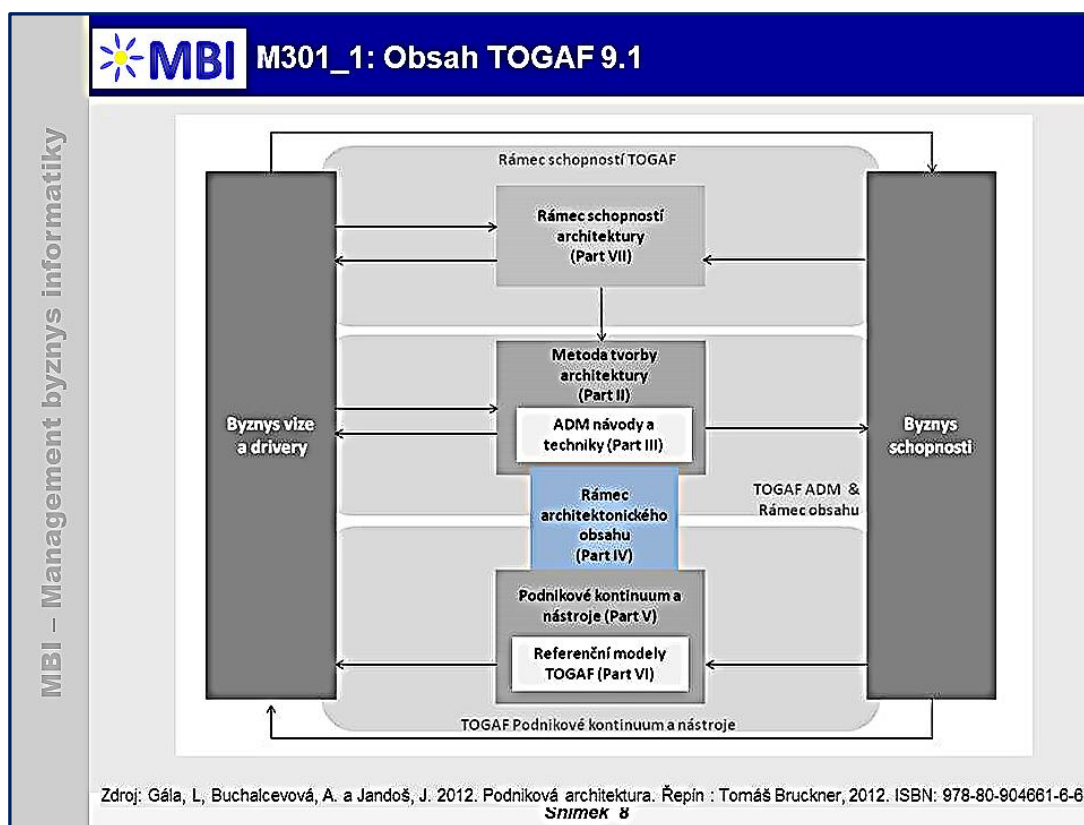 MBI
M301_1: Obsah TOGAF 9.1
MBI – Management byznys informatiky
Rámec schopností TOGAF
Rámec schopností
architektury
(Part VII)
Metoda tvorby
architektury
(Part II)
ADM návody a
techniky (Part III)
Byznys vize
a drivery
Byznys
schopnosti
Rámec
architektonického
obsahu
(Part IV)
TOGAF ADM &
Rámec obsahu
Podnikové kontinuum a
nástroje (Part V)
Referenční modely
TOGAF (Part VI)
TOGAF Podnikové kontinuum a nástroje
Zdroj: Gála, L, Buchalcevová, A. a Jandoš, J. 2012. Podniková architektura. Řepín : Tomáš Bruckner, 2012. ISBN: 978-80-904661-6-6
Snímek 8